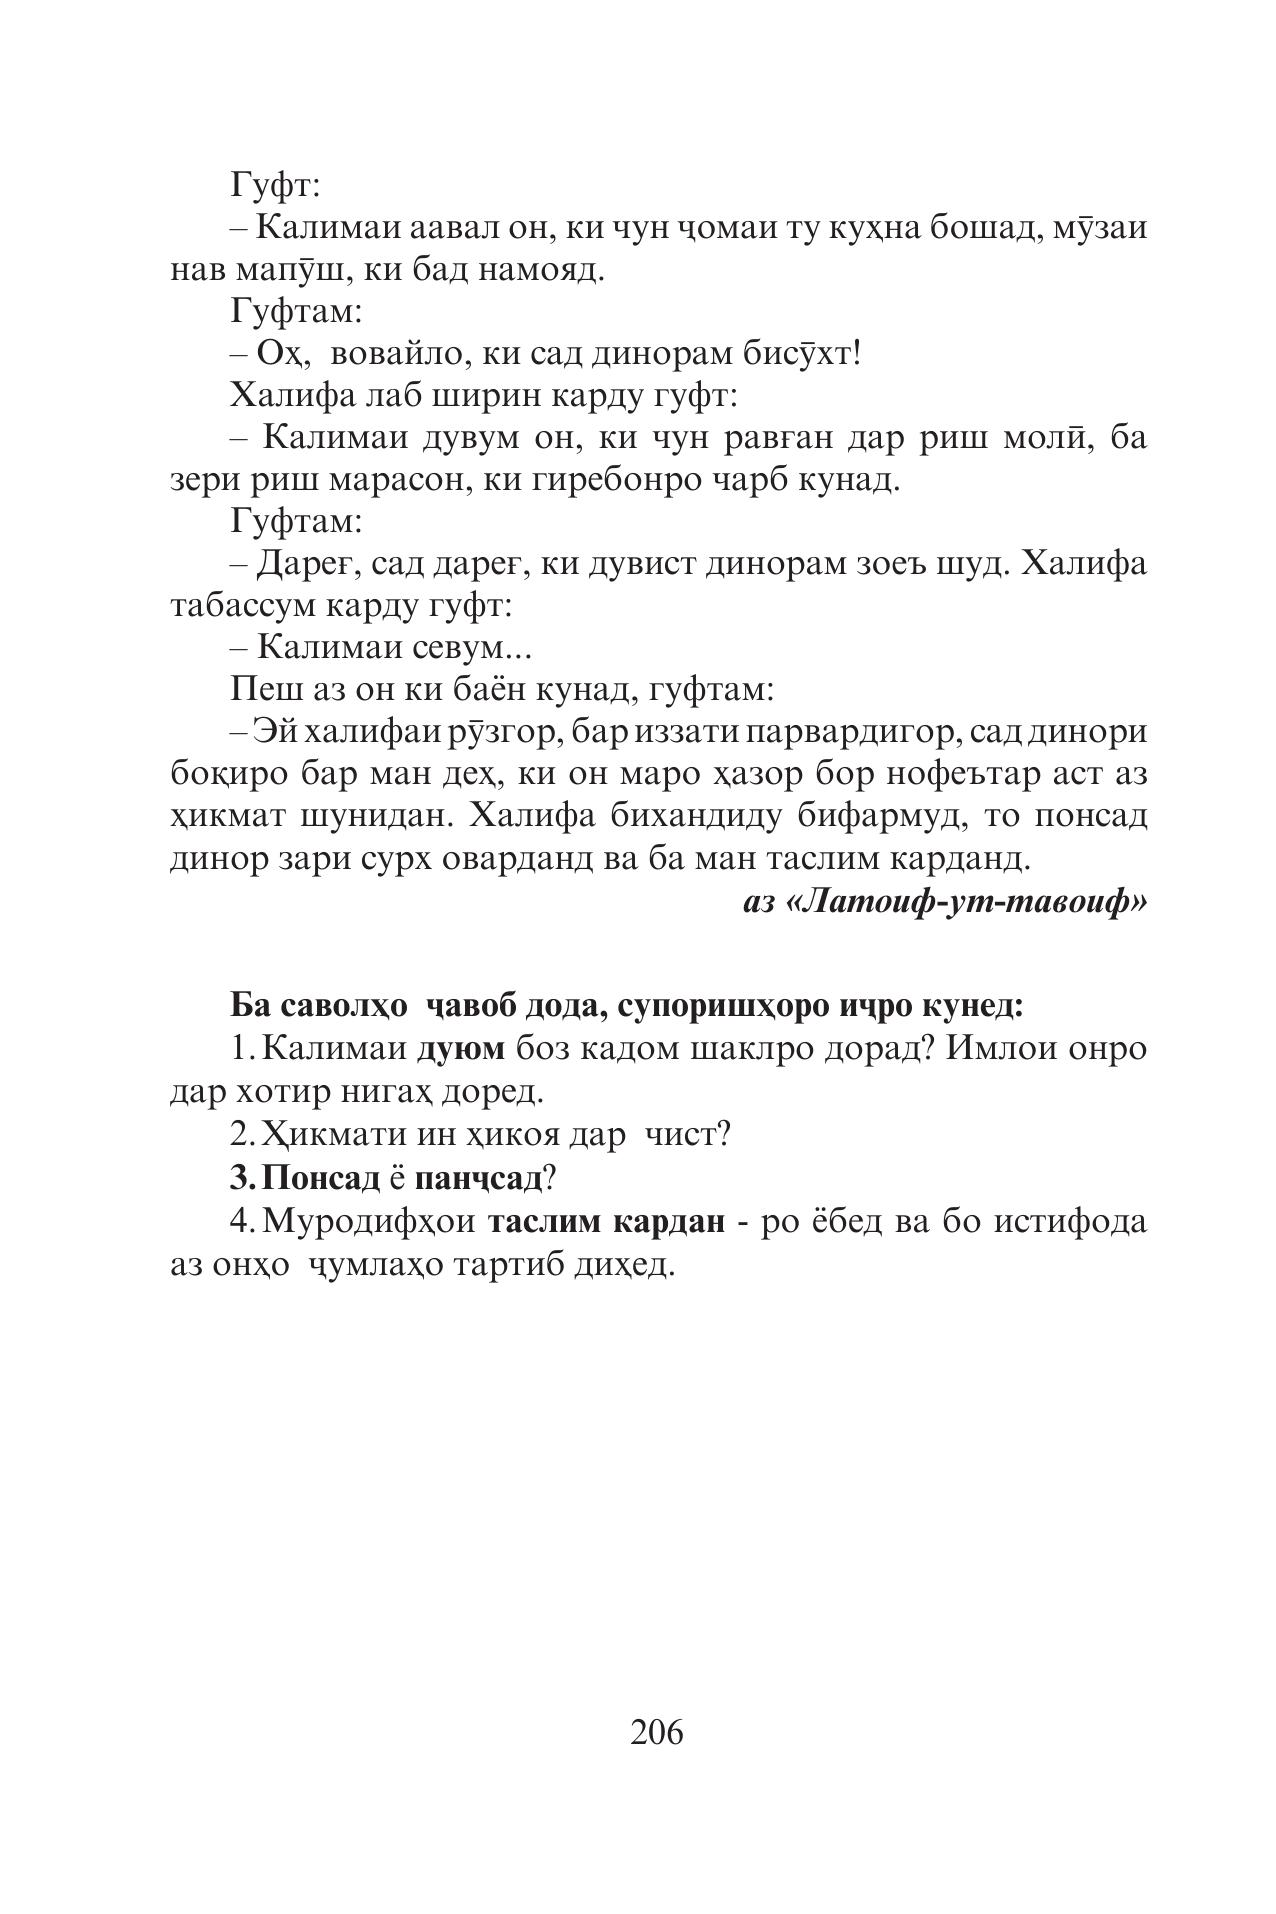 Гуфт:
– Калимаи аавал он, ки чун ҷомаи ту куҳна бошад, мӯзаи
нав мапӯш, ки бад намояд.
Гуфтам:
– Оҳ, вовайло, ки сад динорам бисӯхт!
Халифа лаб ширин карду гуфт:
– Калимаи дувум он, ки чун равған дар риш молӣ, ба
зери риш марасон, ки гиребонро чарб кунад.
Гуфтам:
– Дареғ, сад дареғ, ки дувист динорам зоеъ шуд. Халифа
табассум карду гуфт:
– Калимаи севум...
Пеш аз он ки баён кунад, гуфтам:
– Эй халифаи рӯзгор, бар иззати парвардигор, сад динори
боқиро бар ман деҳ, ки он маро ҳазор бор нофеътар аст аз
ҳикмат шунидан. Халифа бихандиду бифармуд, то понсад
динор зари сурх оварданд ва ба ман таслим карданд.
аз «Латоиф-ут-тавоиф»
Ба саволҳо ҷавоб дода, супоришҳоро иҷро кунед:
1. Калимаи дуюм боз кадом шаклро дорад? Имлои онро
дар хотир нигаҳ доред.
2. Ҳикмати ин ҳикоя дар чист?
3. Понсад ё панҷсад?
4. Муродифҳои таслим кардан - ро ёбед ва бо истифода
аз онҳо ҷумлаҳо тартиб диҳед.
206